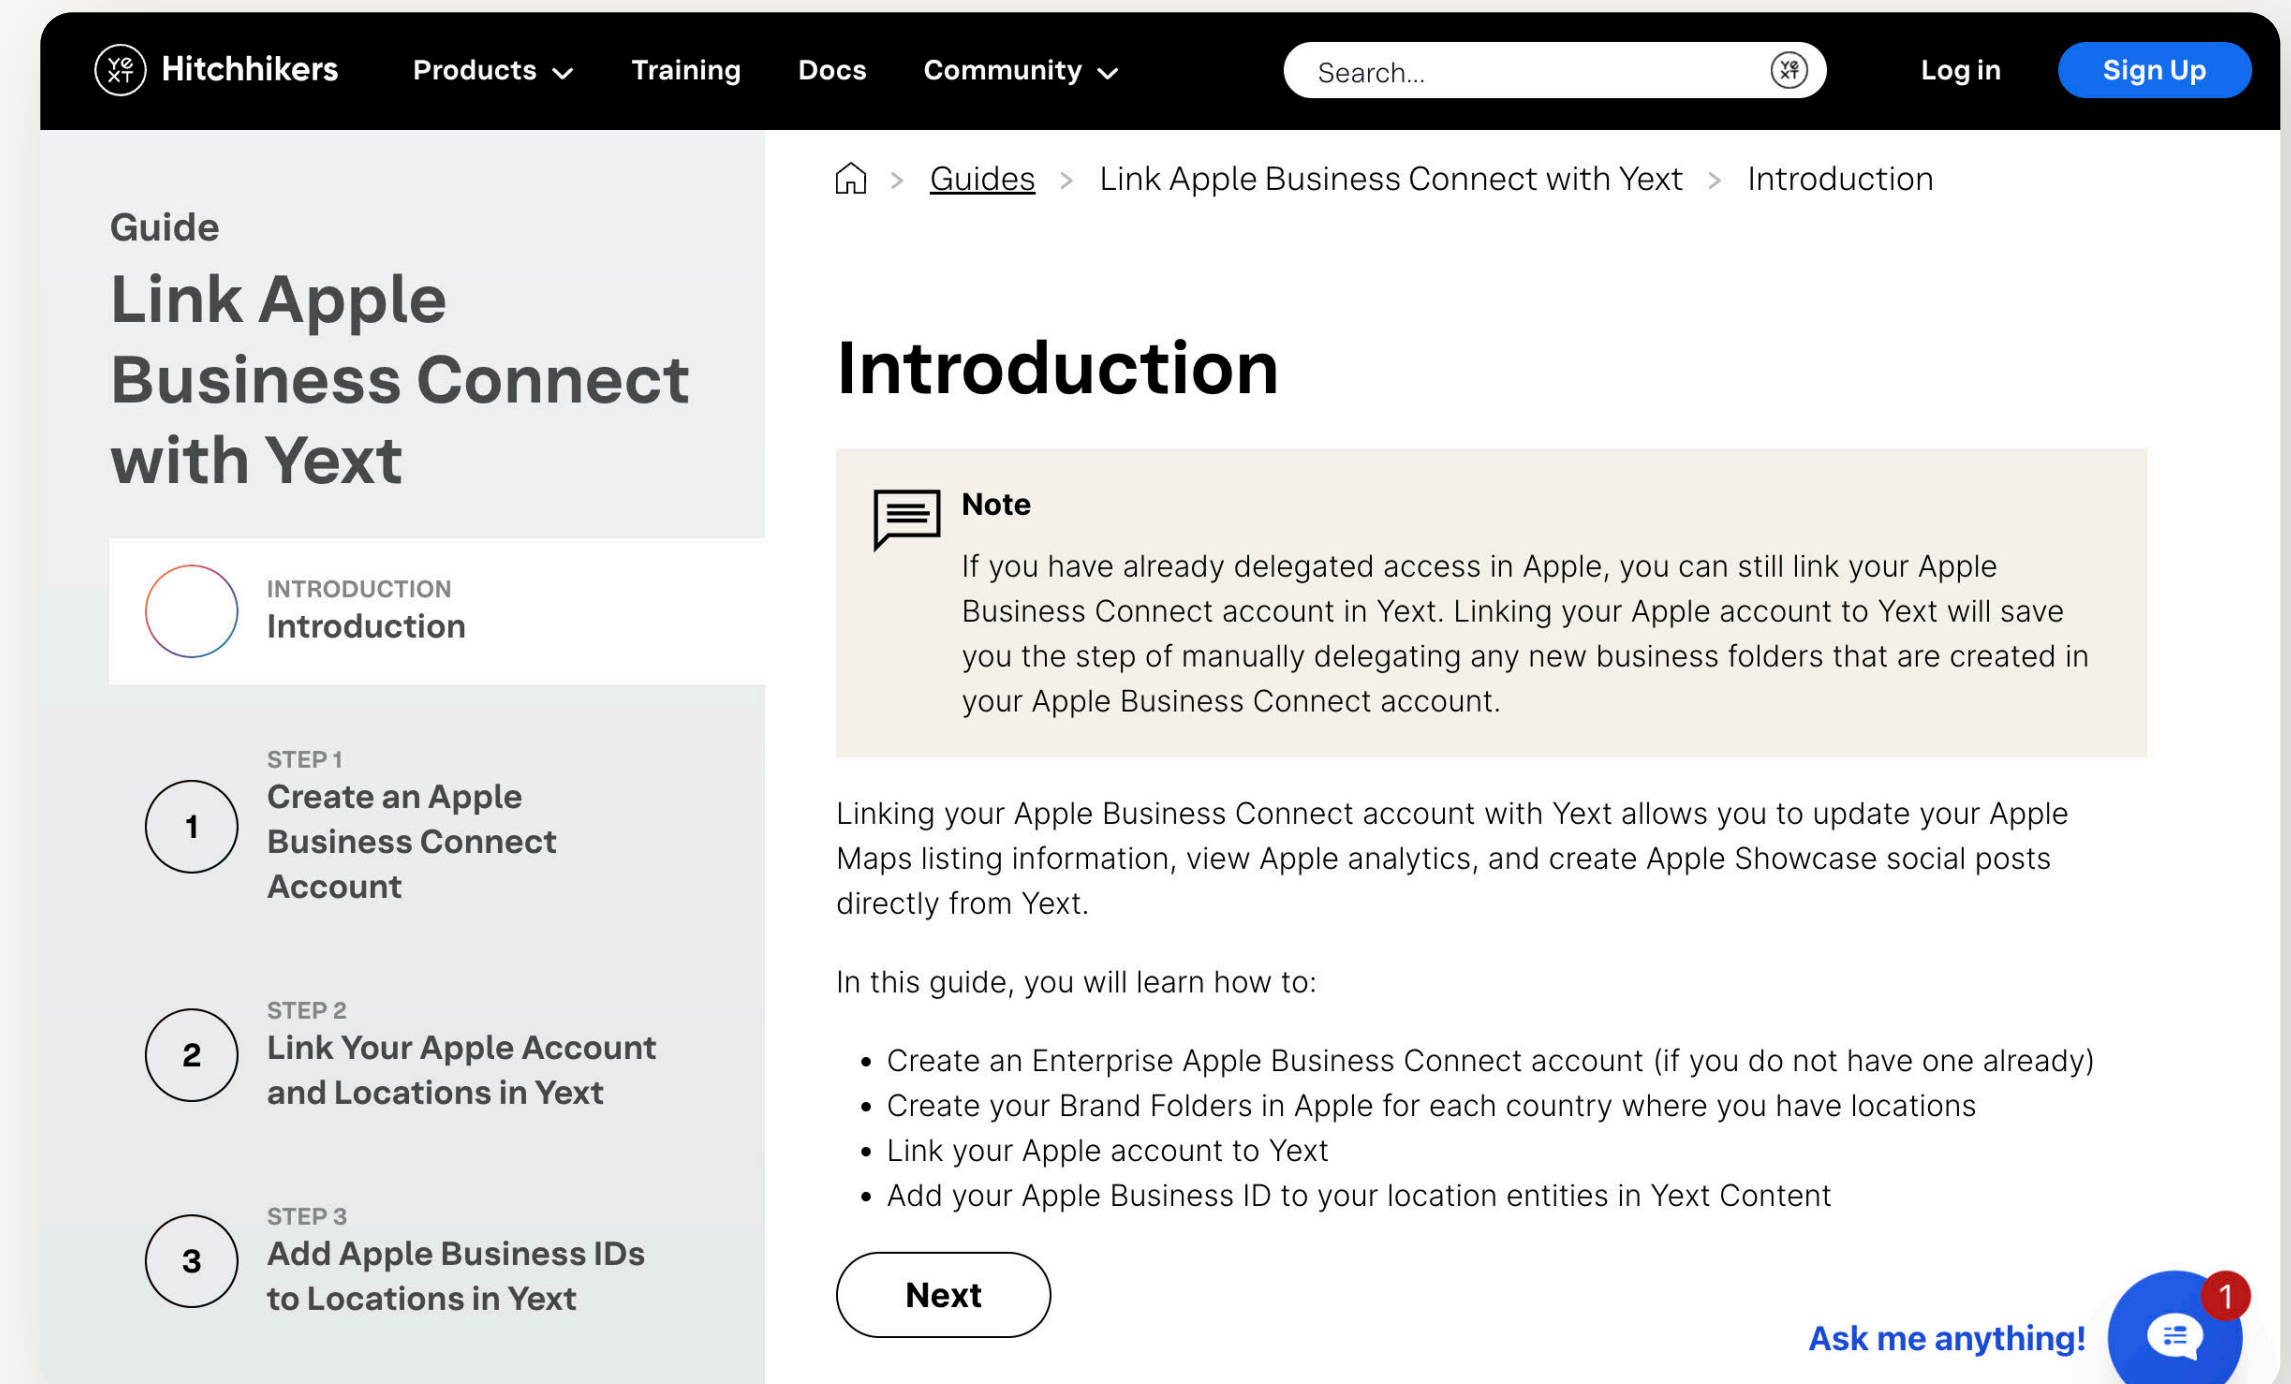 YEXT Hitchhikers Products Training Docs Community Search... YEXT Log in Sign Up
Guides > Link Apple Business Connect with Yext > Introduction
Guide
Link Apple
Business Connect
with Yext
INTRODUCTION
Introduction
STEP 1
1
Create an Apple
Business Connect
Account
STEP 2
2
Link Your Apple Account
and Locations in Yext
STEP 3
3
Add Apple Business IDs
to Locations in Yext
Introduction
Note
If you have already delegated access in Apple, you can still link your Apple
Business Connect account in Yext. Linking your Apple account to Yext will save
you the step of manually delegating any new business folders that are created in
your Apple Business Connect account.
Linking your Apple Business Connect account with Yext allows you to update your Apple
Maps listing information, view Apple analytics, and create Apple Showcase social posts
directly from Yext.
In this guide, you will learn how to:
• Create an Enterprise Apple Business Connect account (if you do not have one already)
• Create your Brand Folders in Apple for each country where you have locations
• Link your Apple account to Yext
• Add your Apple Business ID to your location entities in Yext Content
Next
Ask me anything!
1